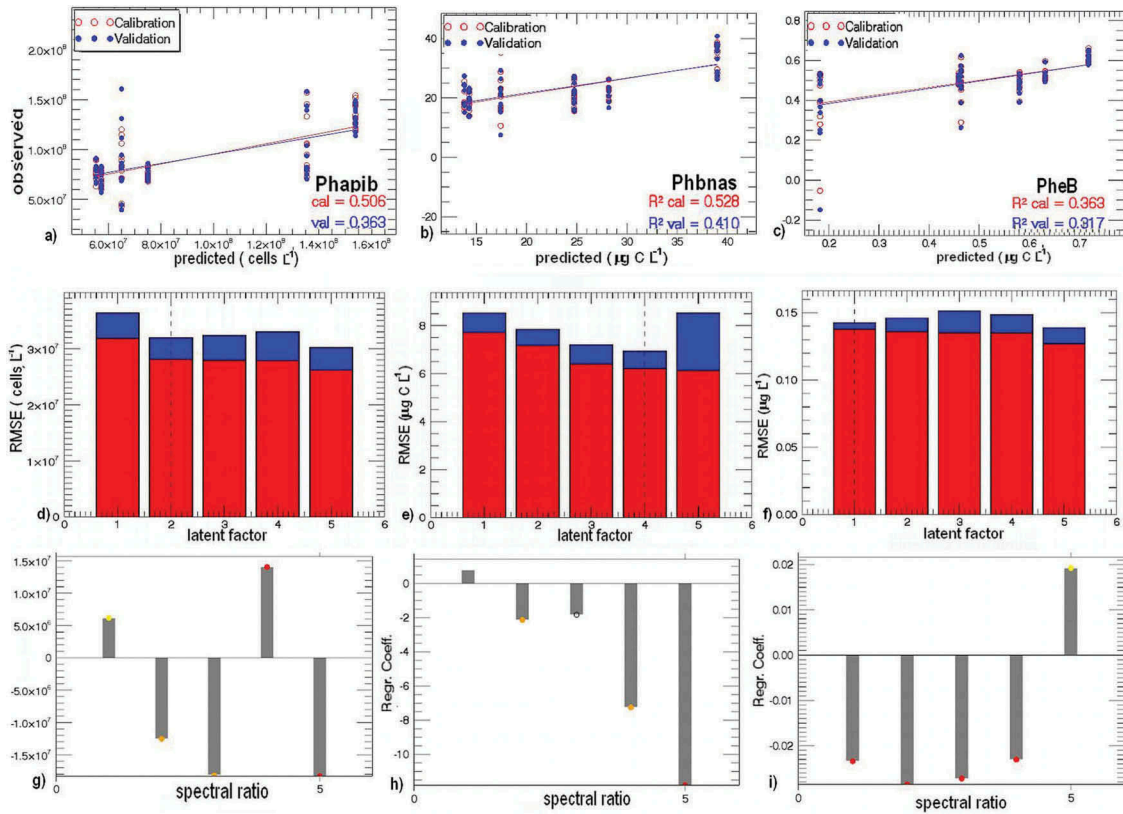 Calibration
Validation
2.0×10⁸
1.5×10⁸
1.0×10⁸
5.0×10⁷
observed
Phapib
cal = 0.506
val = 0.363
a)
6.0×10⁷ 8.0×10⁷ 1.0×10⁸ 1.4×10⁸ 1.6×10⁸
predicted ( cells L⁻¹)
Calibration
Validation
40
20
0
-20
Phbnas
R² cal = 0.528
R² val = 0.410
b)
15 20 25 30 35 40
predicted ( µg C L⁻¹)
Calibration
Validation
0.8
0.6
0.4
0.2
0.0
-0.2
PheB
R² cal = 0.363
R² val = 0.317
c)
0.2 0.3 0.4 0.5 0.6 0.7
predicted ( µg C L⁻¹)
3×10⁷
2×10⁷
1×10⁷
0
RMSE ( cells L⁻¹)
d)
0 1 2 3 4 5 6
latent factor
8
6
4
2
0
RMSE (µg C L⁻¹)
e)
0 1 2 3 4 5 6
latent factor
0.15
0.10
0.05
0.00
RMSE (µg L⁻¹)
f)
0 1 2 3 4 5 6
latent factor
1.5×10⁷
1.0×10⁷
5.0×10⁶
0
-5.0×10⁶
-1.0×10⁷
-1.5×10⁷
g)
0 5
spectral ratio
0
-2
-4
-6
-8
-10
Regr. Coeff.
h)
0 5
spectral ratio
0.02
0.01
0.00
-0.01
-0.02
Regr. Coeff.
i)
0 5
spectral ratio